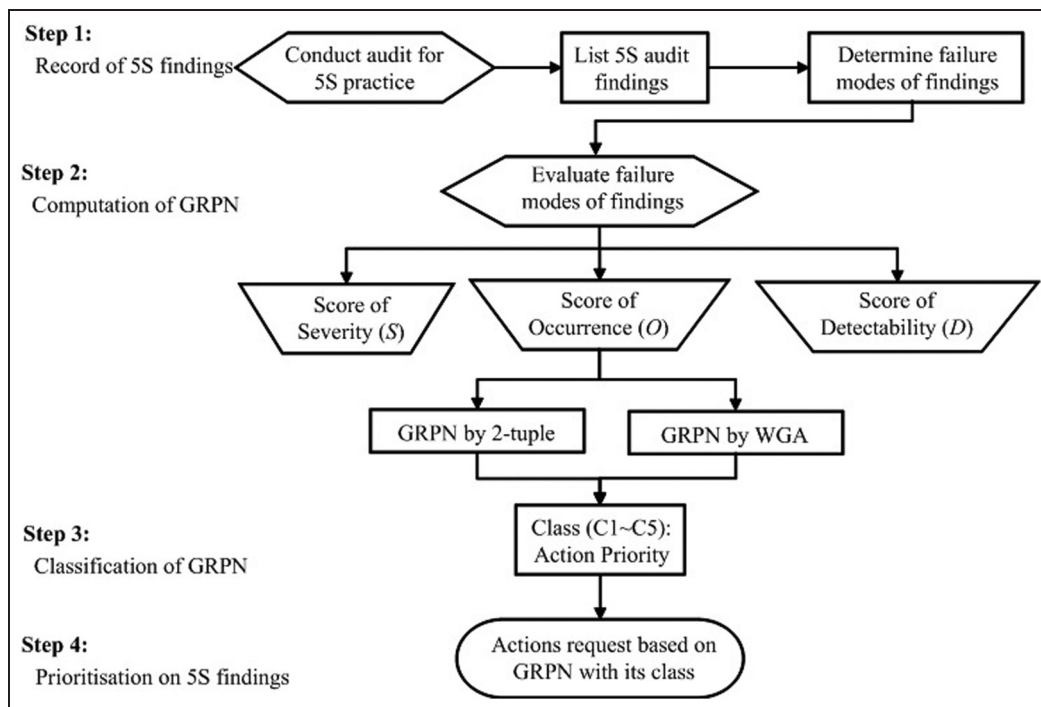 Step 1:
Record of 5S findings
Conduct audit for
5S practice
List 5S audit
findings
Determine failure
modes of findings
Step 2:
Computation of GRPN
Evaluate failure
modes of findings
Score of
Severity (S)
Score of
Occurrence (O)
Score of
Detectability (D)
GRPN by 2-tuple
GRPN by WGA
Step 3:
Classification of GRPN
Class (C1~C5):
Action Priority
Step 4:
Prioritisation on 5S findings
Actions request based on
GRPN with its class